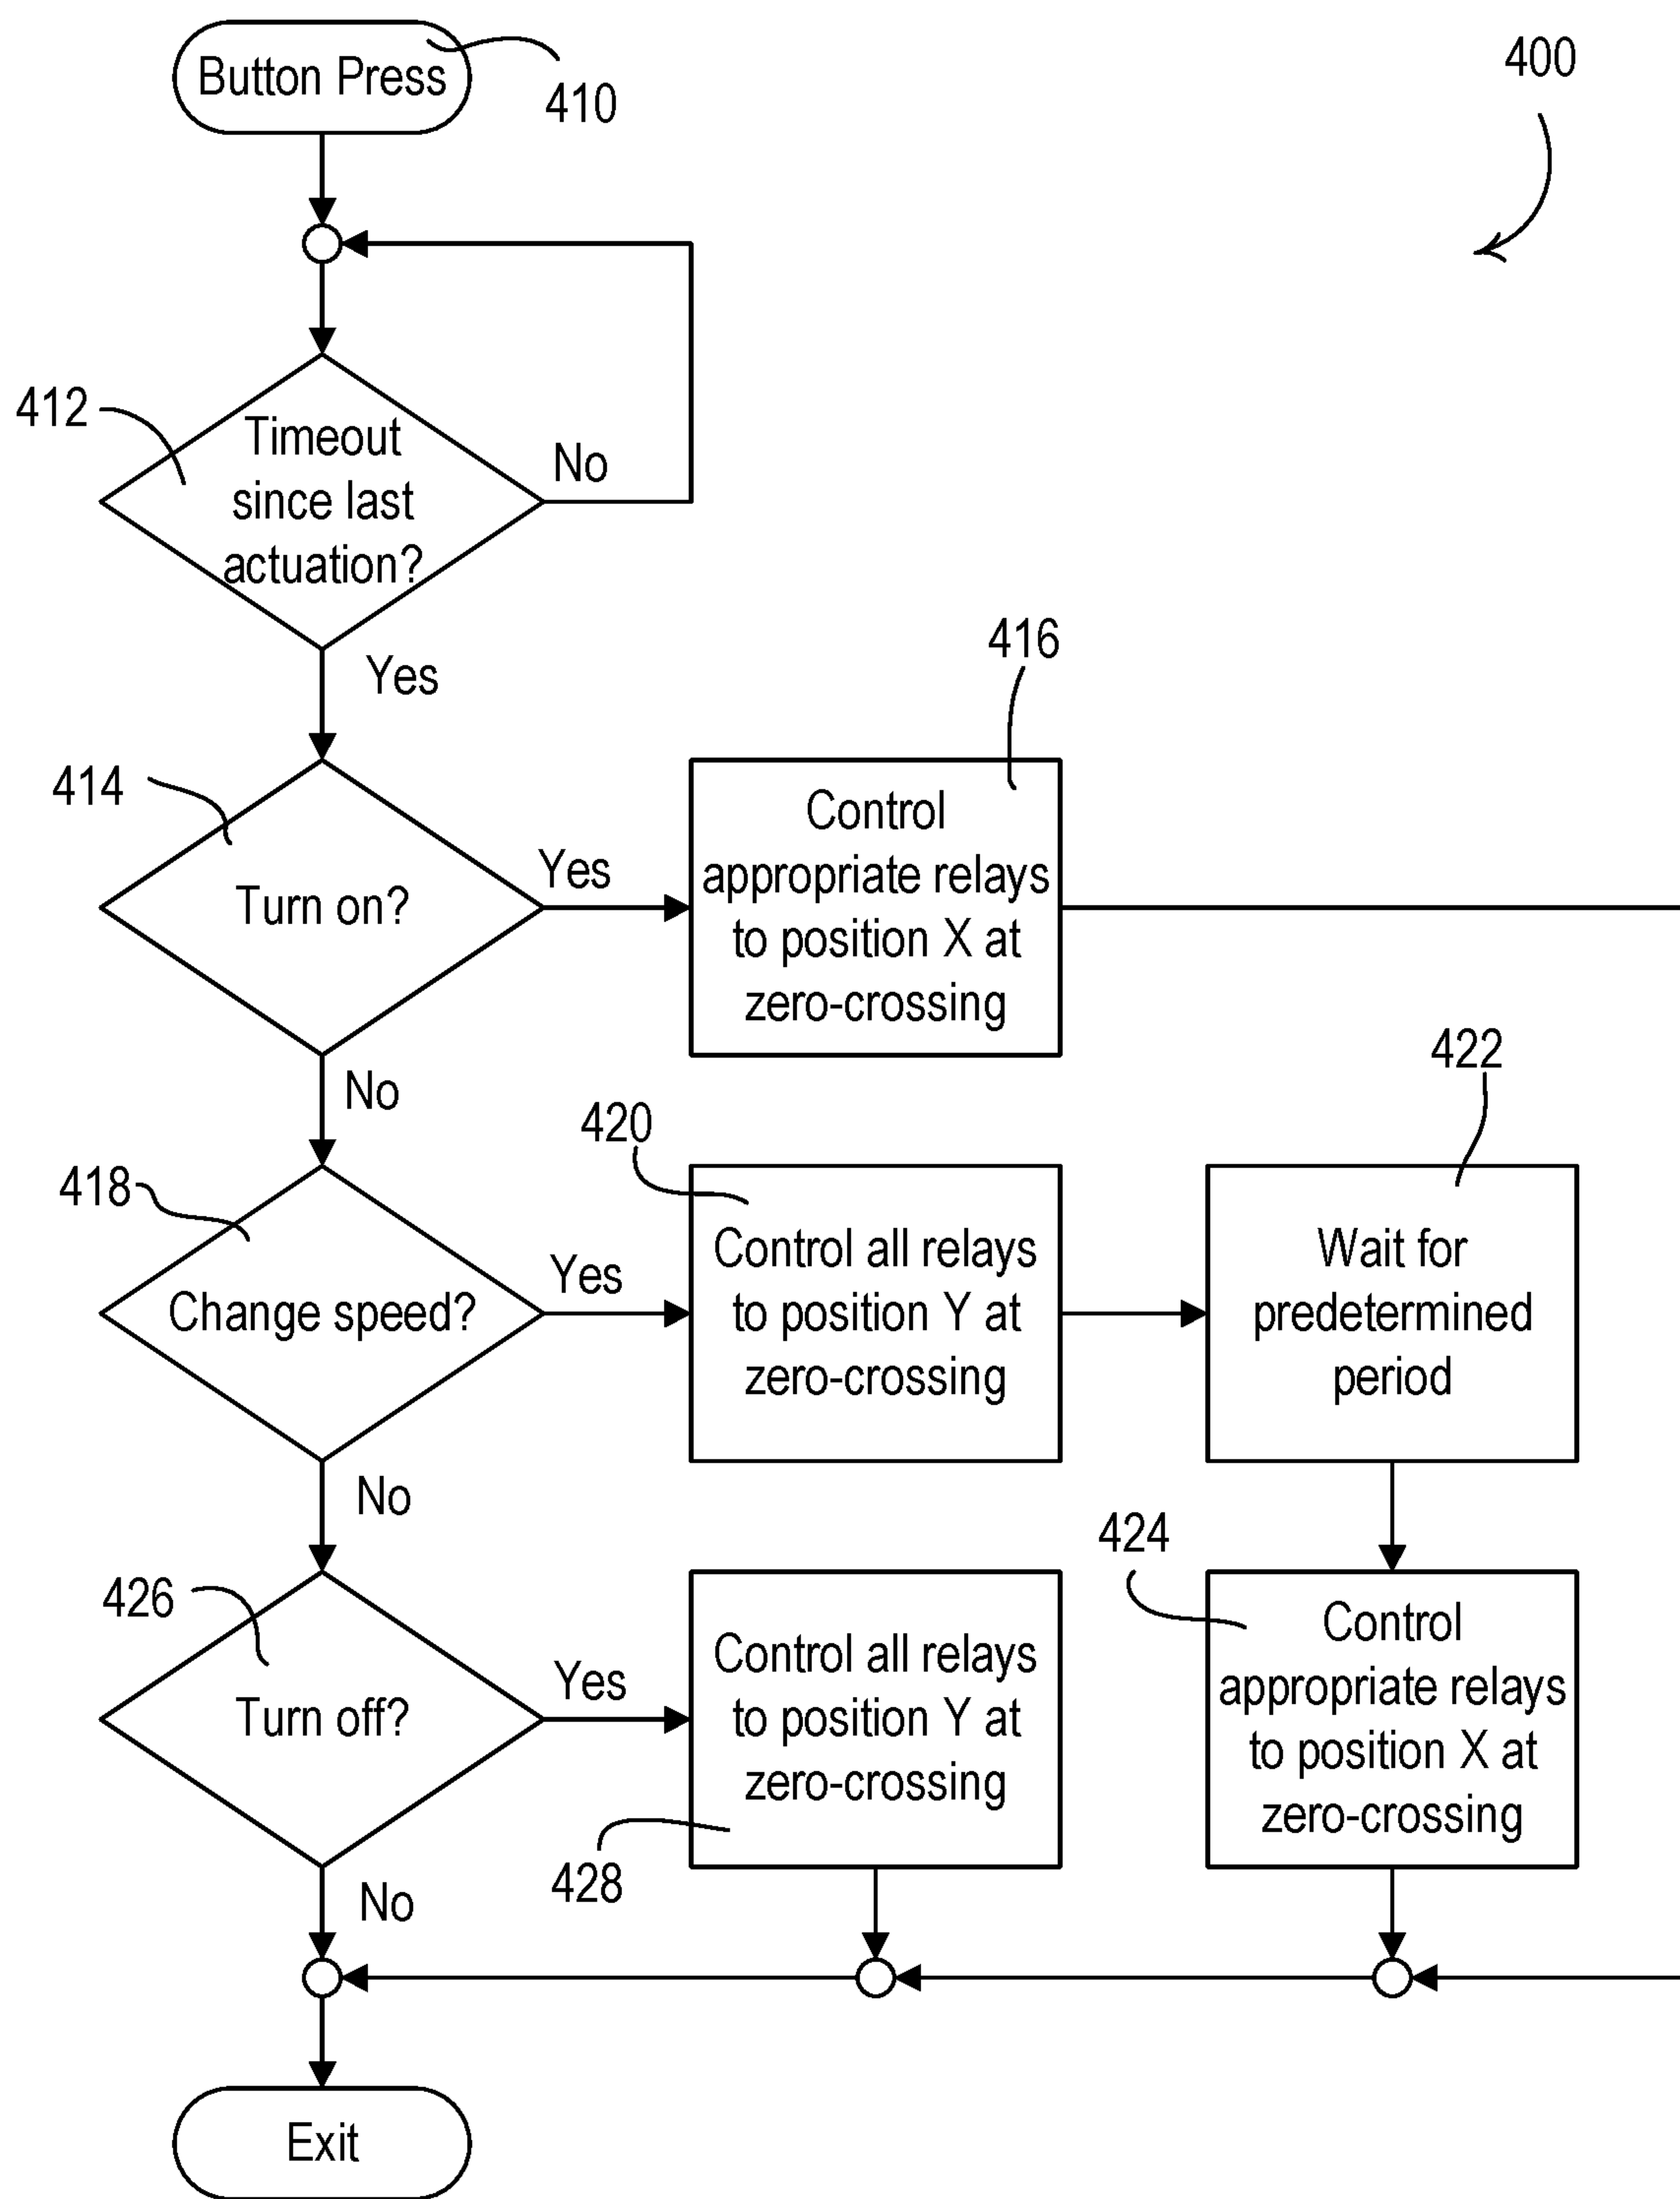 Button Press
410
400
412
Timeout
since last
actuation?
No
Yes
414
Turn on?
Yes
416
Control
appropriate relays
to position X at
zero-crossing
No
418
Change speed?
Yes
420
Control all relays
to position Y at
zero-crossing
422
Wait for
predetermined
period
No
424
Control
appropriate relays
to position X at
zero-crossing
426
Turn off?
Yes
Control all relays
to position Y at
zero-crossing
428
No
Exit